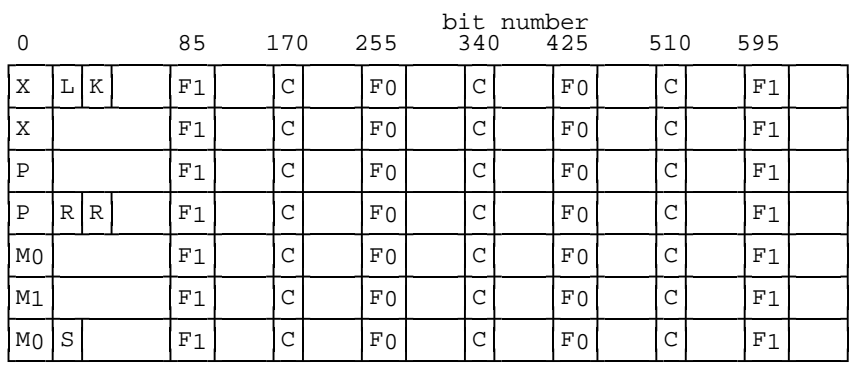 bit number
0 85 170 255 340 425 510 595
X L K F1 C F0 C F0 C F1
X F1 C F0 C F0 C F1
P F1 C F0 C F0 C F1
P R R F1 C F0 C F0 C F1
M0 F1 C F0 C F0 C F1
M1 F1 C F0 C F0 C F1
M0 S F1 C F0 C F0 C F1